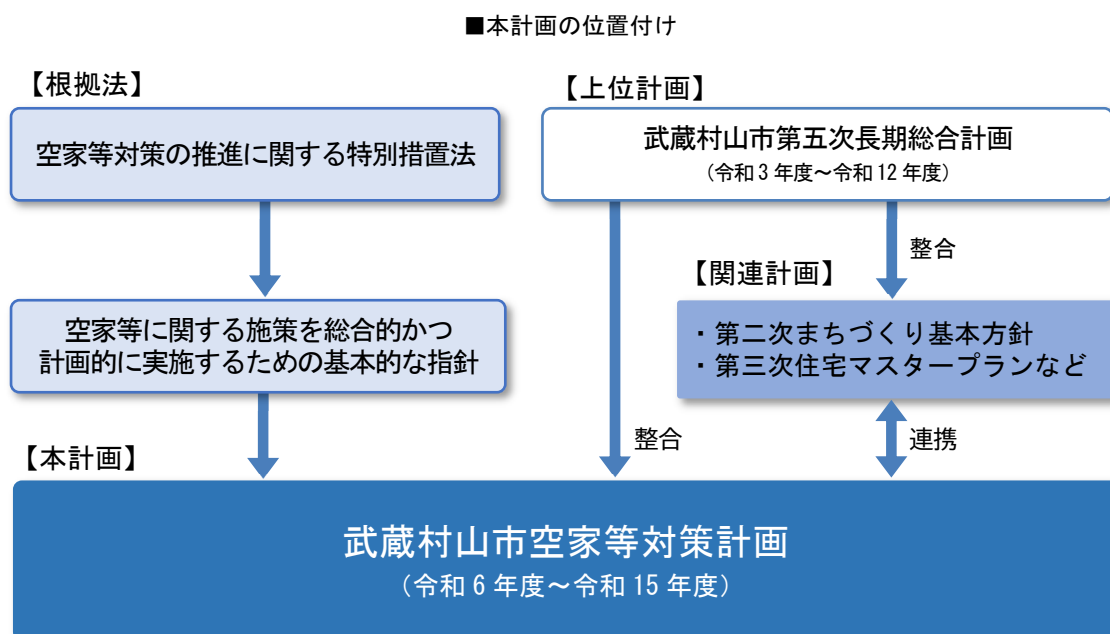 ■本計画の位置付け
【根拠法】
空家等対策の推進に関する特別措置法
空家等に関する施策を総合的かつ
計画的に実施するための基本的な指針
【上位計画】
武蔵村山市第五次長期総合計画
（令和３年度～令和12年度）
整合
【関連計画】
・第二次まちづくり基本方針
・第三次住宅マスタープランなど
整合
連携
【本計画】
武蔵村山市空家等対策計画
（令和６年度～令和15年度）